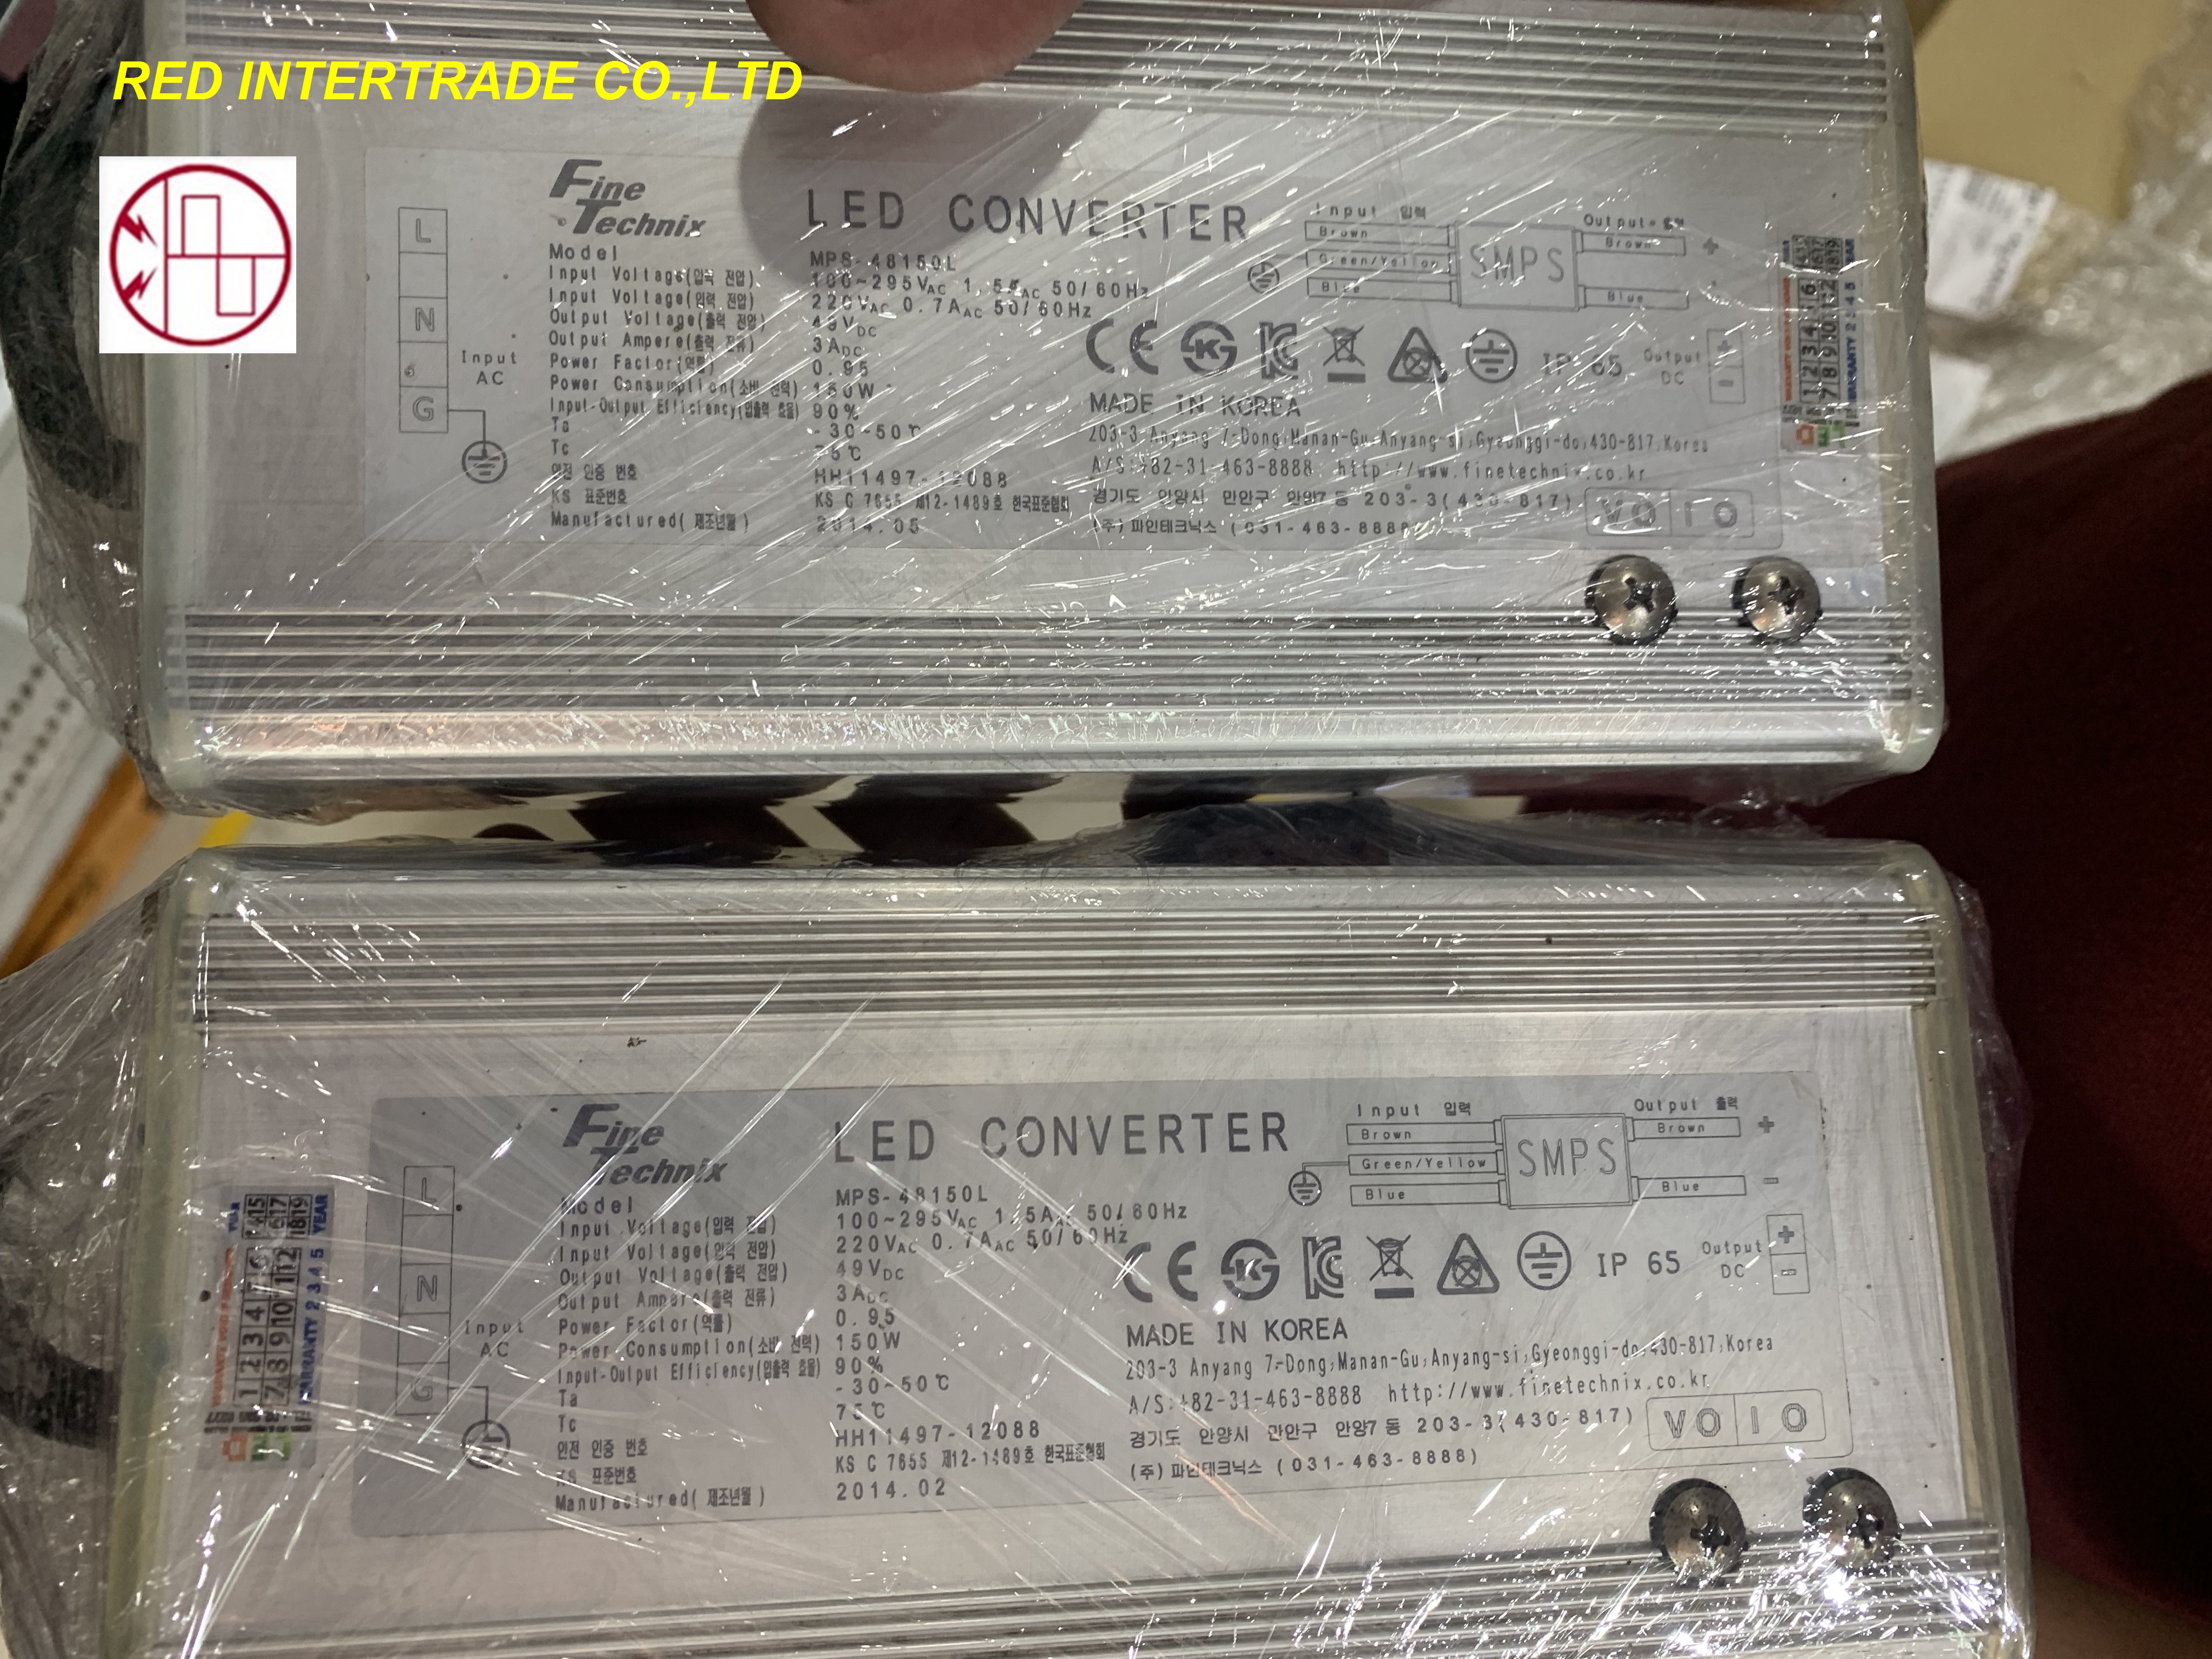 RED INTERTRADE CO.,LTD
Fine Technix
LED CONVERTER
L
N
G
Input
AC
Model MPS-48150L
Input Voltage(입력 전압) 100~295VAC 1.5AAC 50/60Hz
Input Voltage(입력 전압) 220VAC 0.7AAC 50/60Hz
Output Voltage(출력 전압) 49VDC
Output Ampere(출력 전류) 3ADC
Power Factor(역률) 0.95
Power Consumption(소비 전력) 150W
Input-Output Efficiency(입출력 효율) 90%
Ta -30~50℃
Tc 75℃
안전 인증 번호 HH11497-12088
KS 표준번호 KS C 7655 제12-1489호 한국표준협회
Manufactured(제조년월) 2014.05
Input 입력
Output 출력
Brown
Green/Yellow
Blue
SMPS
Brown +
Blue
CE
IP 65
Output
DC
+
-
MADE IN KOREA
203-3 Anyang 7-Dong,Manan-Gu,Anyang-si,Gyeonggi-do,430-817,Korea
A/S:+82-31-463-8888 http://www.finetechnix.co.kr
경기도 안양시 만안구 안양7동 203-3(430-817)
(주)파인테크닉스 (031-463-8888)
VO IO
Fine Technix
LED CONVERTER
L
N
G
Input
AC
Model MPS-48150L
Input Voltage(입력 전압) 100~295VAC 1.5AAC 50/60Hz
Input Voltage(입력 전압) 220VAC 0.7AAC 50/60Hz
Output Voltage(출력 전압) 49VDC
Output Ampere(출력 전류) 3ADC
Power Factor(역률) 0.95
Power Consumption(소비 전력) 150W
Input-Output Efficiency(입출력 효율) 90%
Ta -30~50℃
Tc 75℃
안전 인증 번호 HH11497-12088
KS 표준번호 KS C 7655 제12-1489호 한국표준협회
Manufactured(제조년월) 2014.02
Input 입력
Output 출력
Brown
Green/Yellow
Blue
SMPS
Brown +
Blue -
CE
IP 65
Output
DC
+
-
MADE IN KOREA
203-3 Anyang 7-Dong,Manan-Gu,Anyang-si,Gyeonggi-do,430-817,Korea
A/S:+82-31-463-8888 http://www.finetechnix.co.kr
경기도 안양시 만안구 안양7동 203-3(430-817)
(주)파인테크닉스 (031-463-8888)
VO IO
YEAR
WARRANTY 2 3 4 5 YEAR